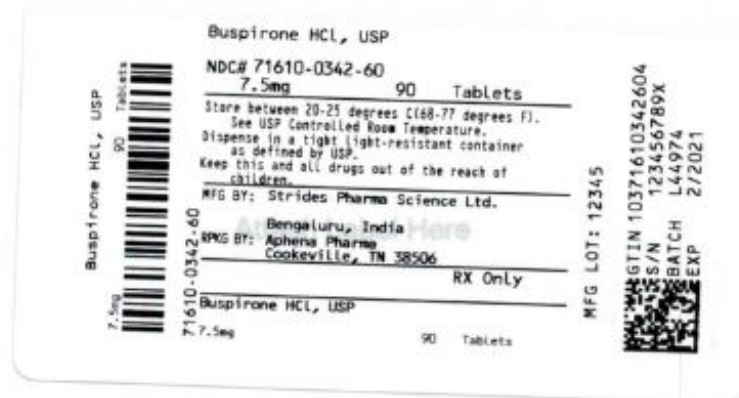 Buspirone HCl, USP
NDC# 71610-0342-60
7.5mg 90 Tablets
Store between 20-25 degrees C(68-77 degrees F).
See USP Controlled Room Temperature.
Dispense in a tight light-resistant container
as defined by USP.
Keep this and all drugs out of the reach of
children.
MFG BY: Strides Pharma Science Ltd.
Bengaluru, India
RPKG BY: Aphena Pharma
Cookeville, TN 38506
RX Only
Buspirone HCl, USP
7.5mg 90 Tablets
Buspirone HCl, USP
7.5mg 90 Tablets
71610-0342-60
Here
MFG LOT: 12345
GTIN 10371610342604
S/N 123456789X
BATCH L44974
EXP 2/2021